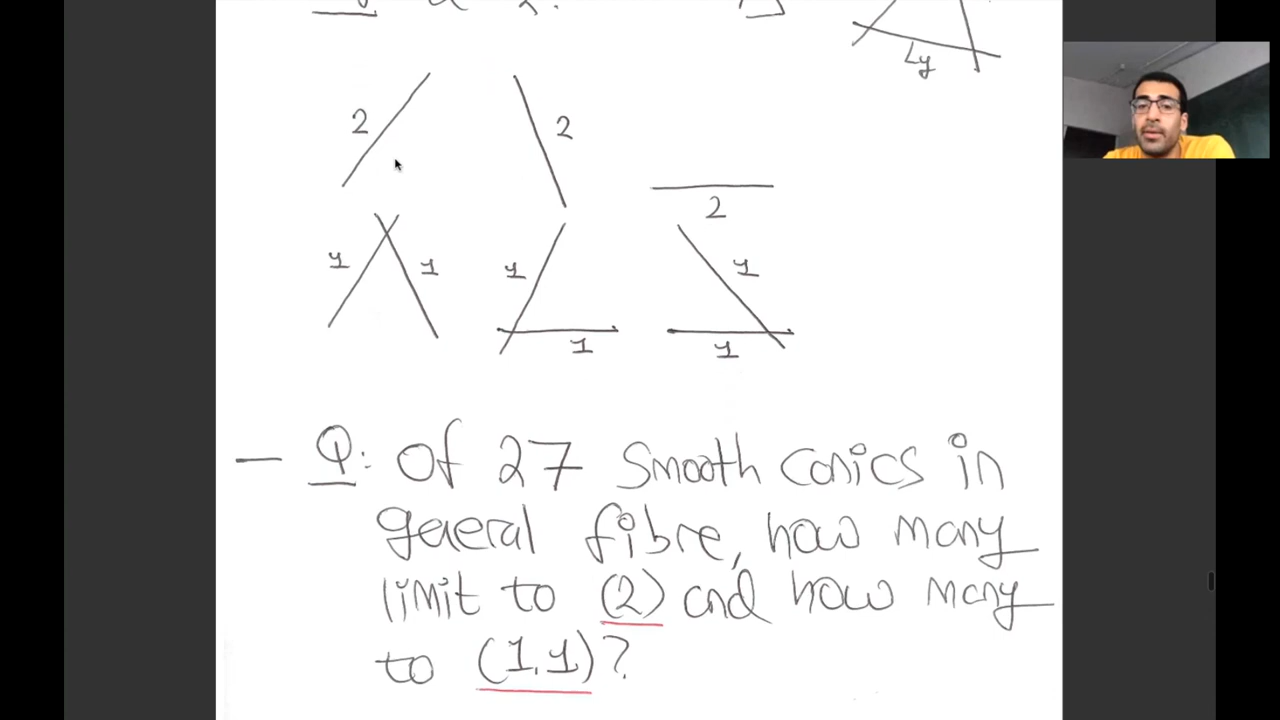 Ly
2 2
2
1 1 1 1
1 1
— Q: Of 27 smooth conics in
general fibre, how many
limit to (2) and how many
to (1,1)?